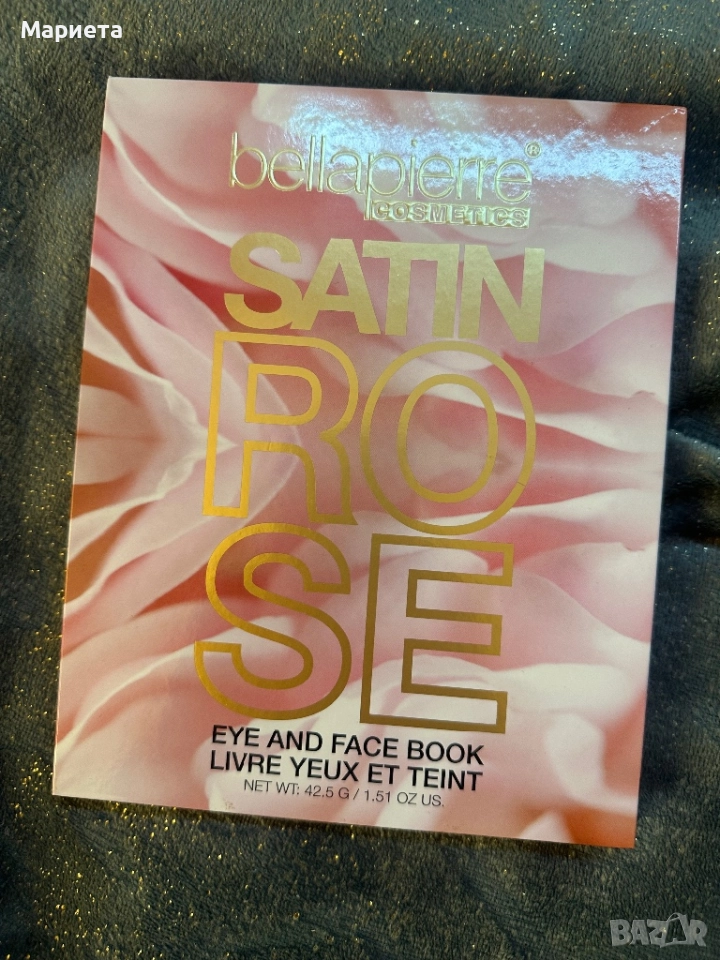 Мариета
bellapierre®
COSMETICS
SATIN
RO
SE
EYE AND FACE BOOK
LIVRE YEUX ET TEINT
NET WT: 42.5 G / 1.51 OZ US.
BAZAR